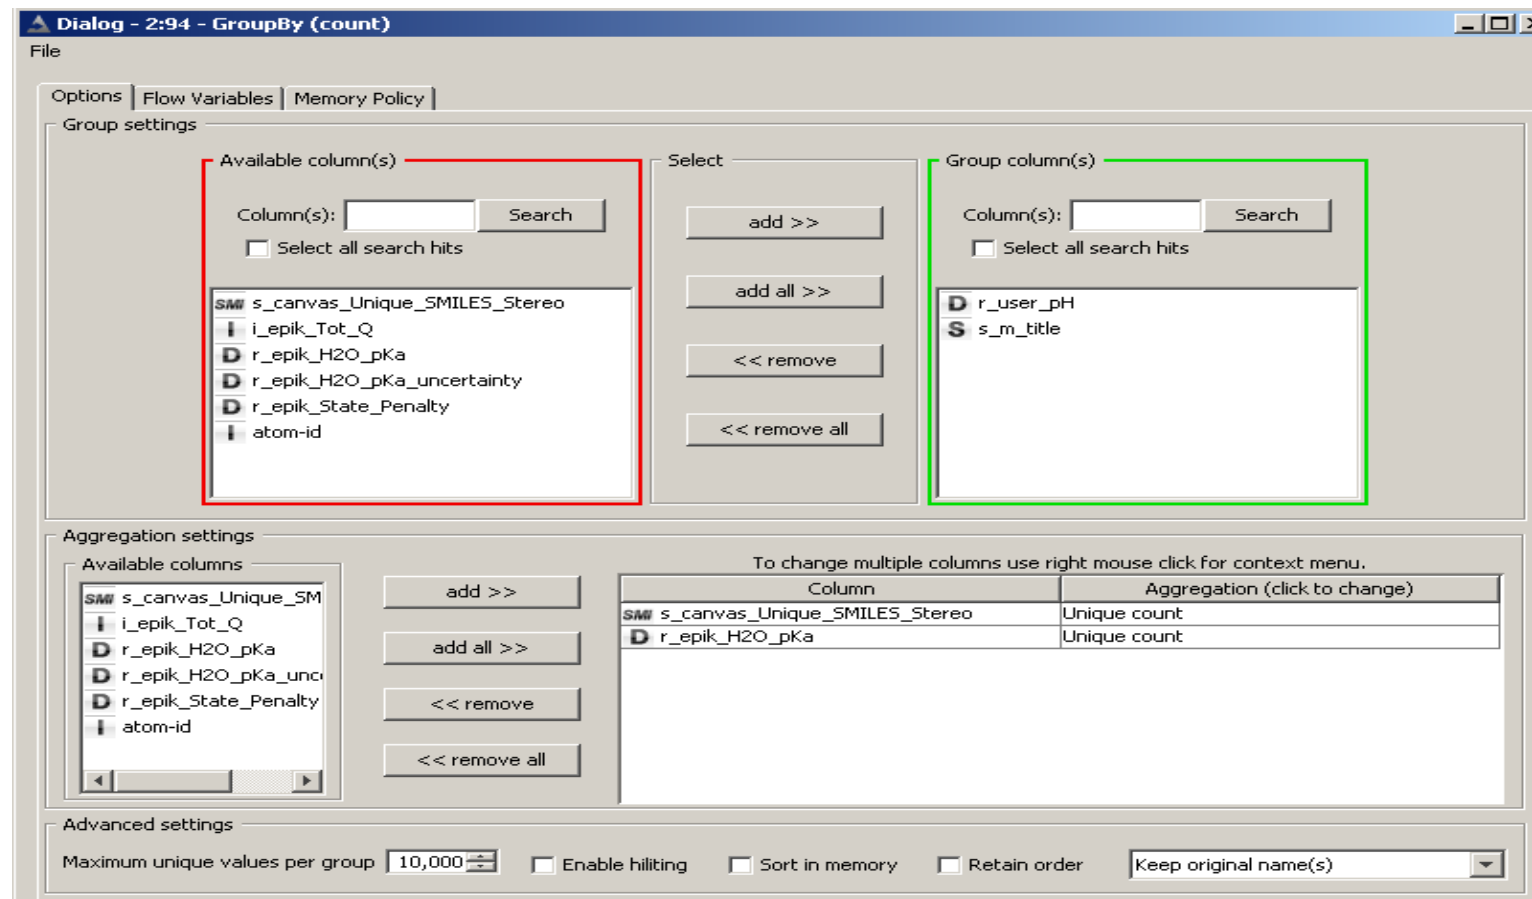 Dialog - 2:94 - GroupBy (count)
File
Options
Flow Variables
Memory Policy
Group settings
Available column(s)
Column(s):
Search
Select all search hits
SMI s_canvas_Unique_SMILES_Stereo
I i_epik_Tot_Q
D r_epik_H2O_pKa
D r_epik_H2O_pKa_uncertainty
D r_epik_State_Penalty
I atom-id
Select
add >>
add all >>
<< remove
<< remove all
Group column(s)
Column(s):
Search
Select all search hits
D r_user_pH
S s_m_title
Aggregation settings
Available columns
SMI s_canvas_Unique_SM
I i_epik_Tot_Q
D r_epik_H2O_pKa
D r_epik_H2O_pKa_unc
D r_epik_State_Penalty
I atom-id
add >>
add all >>
<< remove
<< remove all
To change multiple columns use right mouse click for context menu.
Column Aggregation (click to change)
SMI s_canvas_Unique_SMILES_Stereo Unique count
D r_epik_H2O_pKa Unique count
Advanced settings
Maximum unique values per group 10,000 Enable hiliting Sort in memory Retain order Keep original name(s)